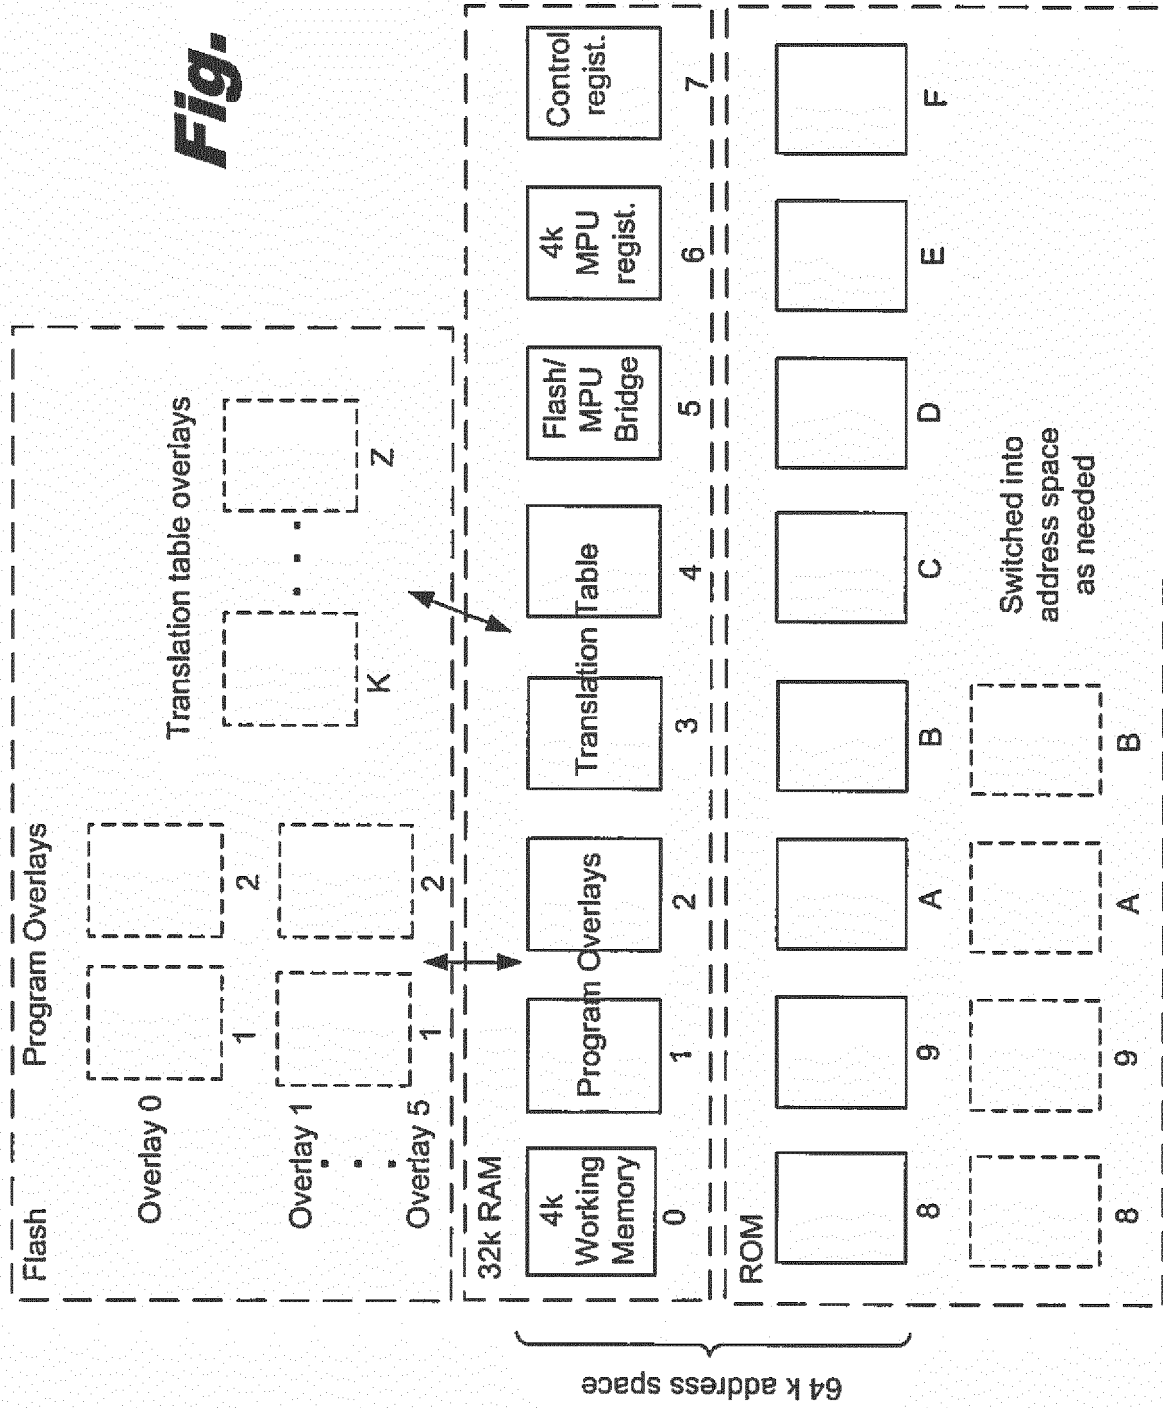 Fig.
Flash
Program Overlays
Translation table overlays
Overlay 0
1
2
Overlay 1
. . .
Overlay 5
1
2
K
. . .
Z
32k RAM
4k
Working
Memory
Program Overlays
Translation Table
Flash/
MPU
Bridge
4k
MPU
regist.
Control
regist.
0
1
2
3
4
5
6
7
64 k address space
ROM
8
9
A
B
C
D
E
F
8
9
A
B
Switched into
address space
as needed